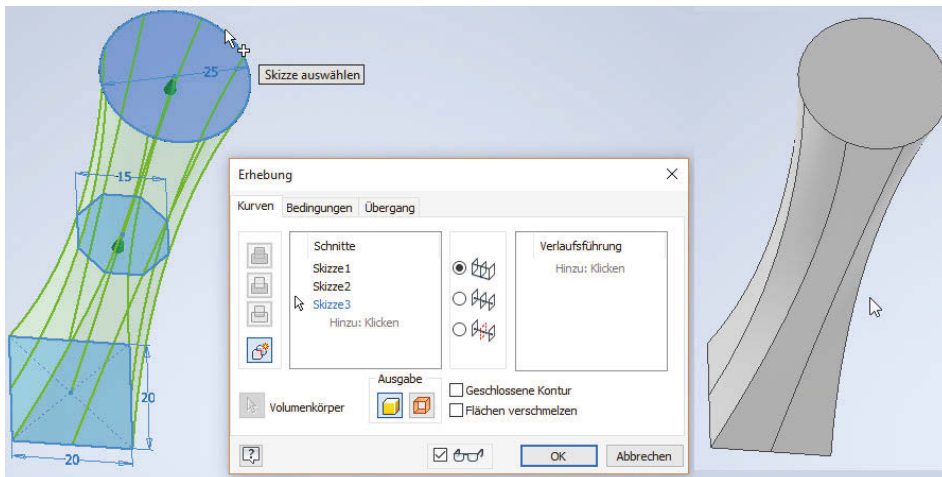 25
Skizze auswählen
15
20
20
Erhebung
Kurven Bedingungen Übergang
Schnitte
Skizze1
Skizze2
Skizze3
Hinzu: Klicken
Verlaufsführung
Hinzu: Klicken
Volumenkörper
Ausgabe
Geschlossene Kontur
Flächen verschmelzen
?
OK
Abbrechen